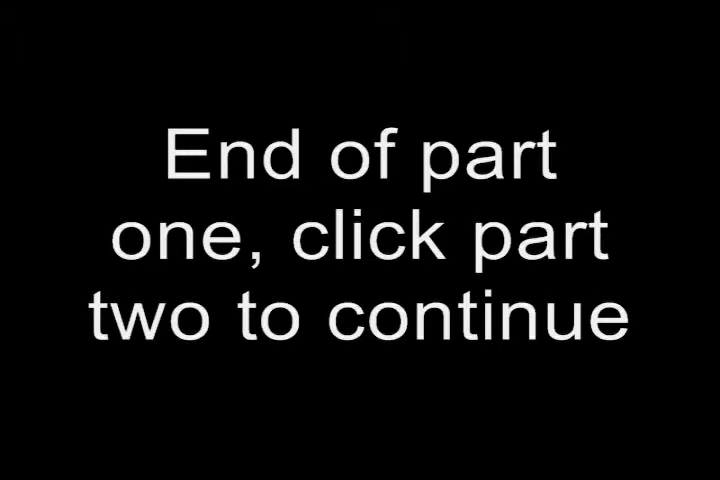 End of part
one, click part
two to continue